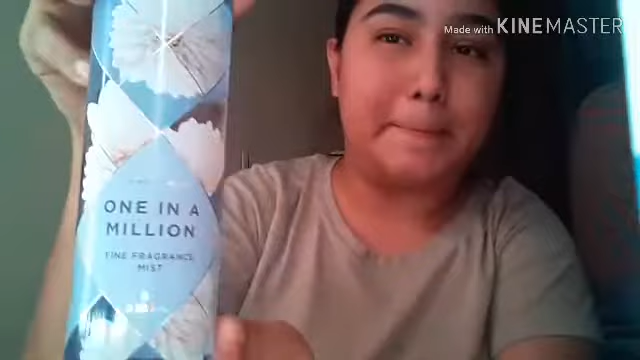 Made with KINEMASTER
ONE IN A
MILLION
FINE FRAGRANCE
MIST